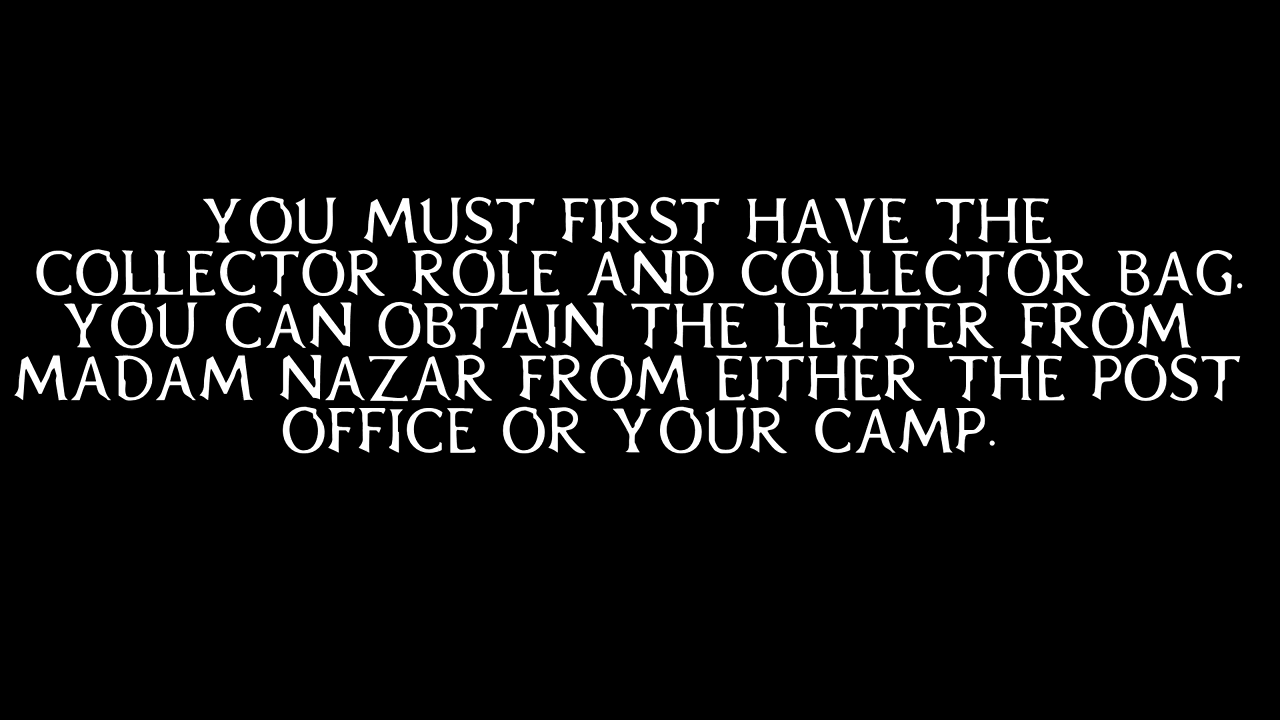 YOU MUST FIRST HAVE THE
COLLECTOR ROLE AND COLLECTOR BAG.
YOU CAN OBTAIN THE LETTER FROM
MADAM NAZAR FROM EITHER THE POST
OFFICE OR YOUR CAMP.